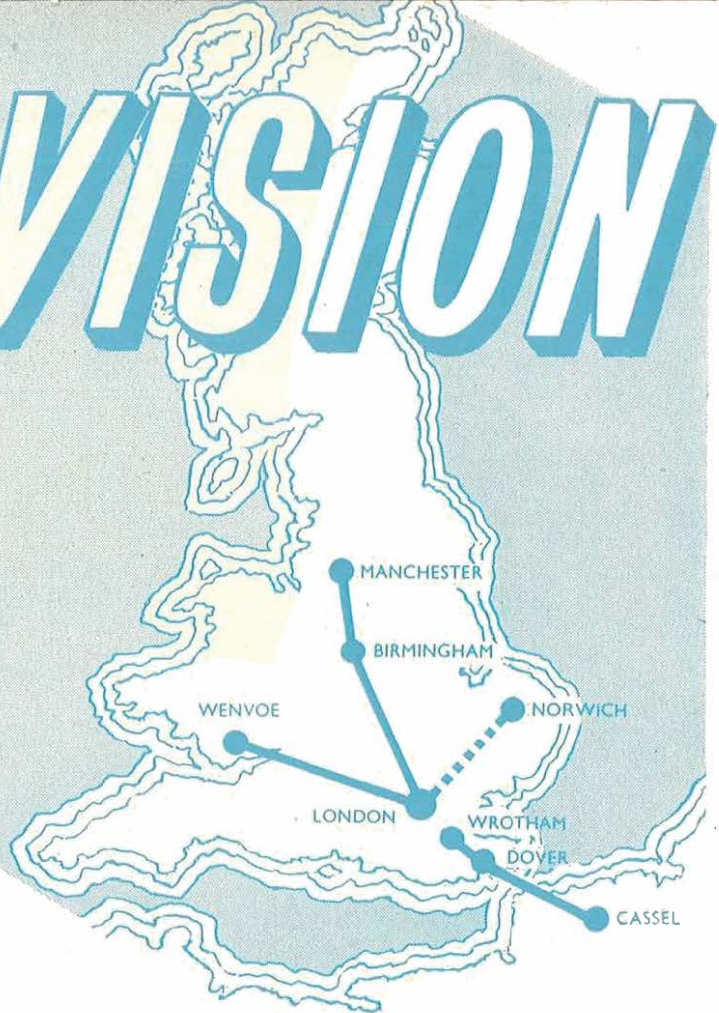 VISION
MANCHESTER
BIRMINGHAM
WENVOE
NORWICH
LONDON
WROTHAM
DOVER
CASSEL